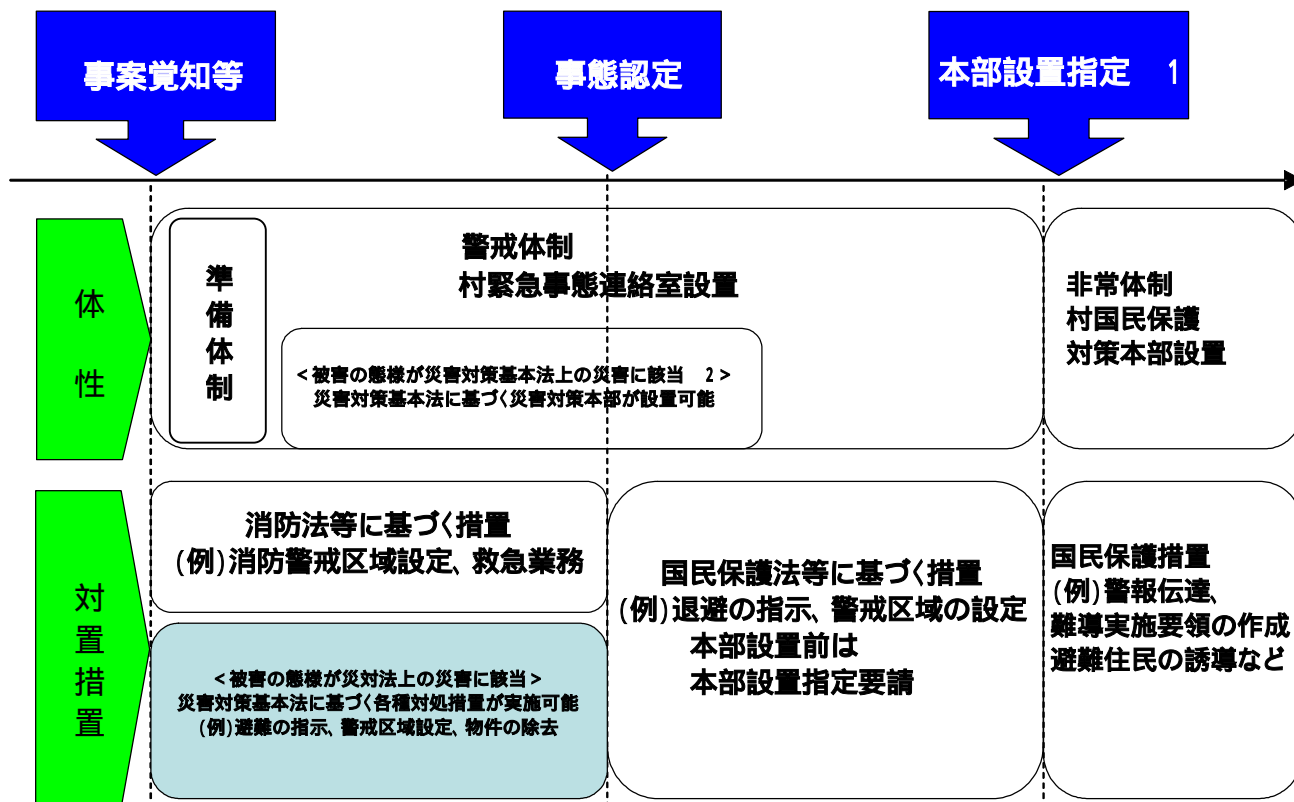 事案覚知等
事態認定
本部設置指定 1
体性
準備体制
警戒体制
村緊急事態連絡室設置
<被害の態様が災害対策基本法上の災害に該当 2>
災害対策基本法に基づく災害対策本部が設置可能
非常体制
村国民保護
対策本部設置
対置措置
消防法等に基づく措置
(例)消防警戒区域設定、救急業務
<被害の態様が災対法上の災害に該当>
災害対策基本法に基づく各種対処措置が実施可能
(例)避難の指示、警戒区域設定、物件の除去
国民保護法等に基づく措置
(例)退避の指示、警戒区域の設定
本部設置前は
本部設置指定要請
国民保護措置
(例)警報伝達、
難導実施要領の作成
避難住民の誘導など